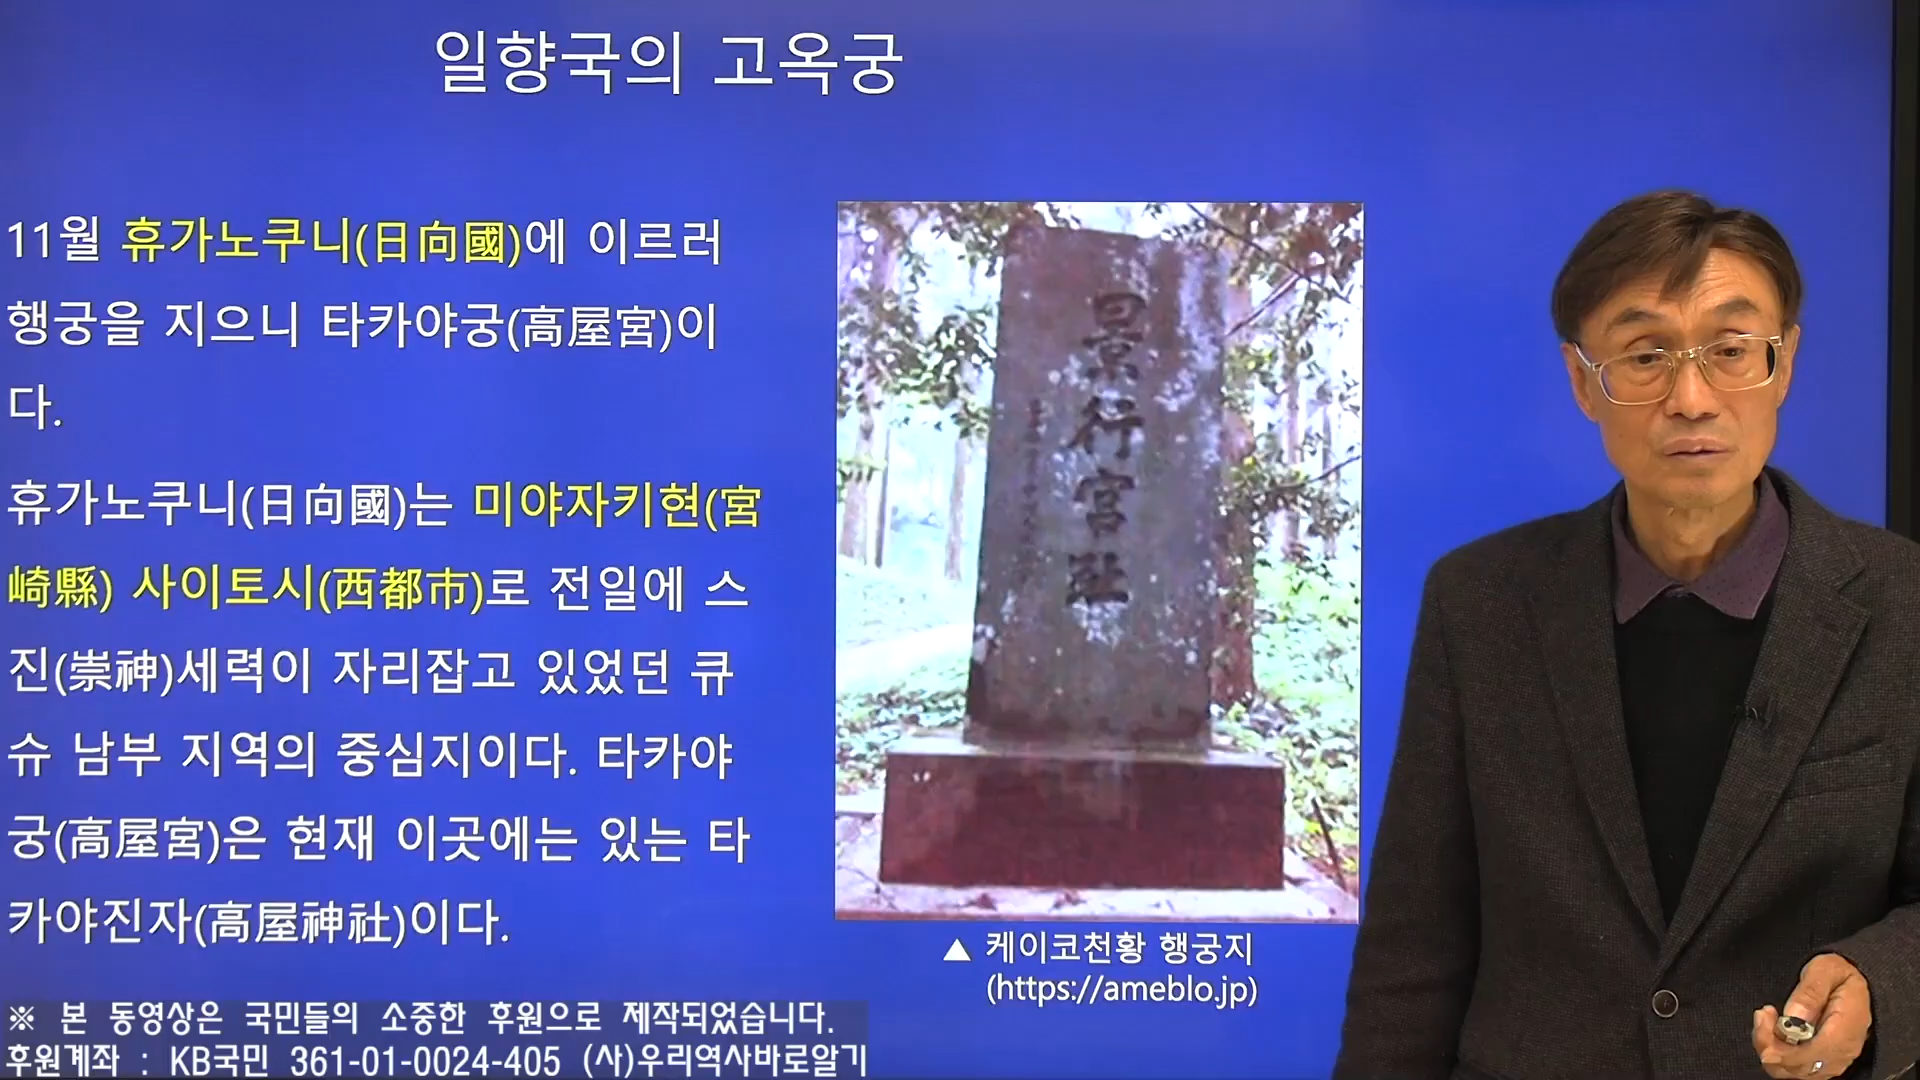 일향국의 고옥궁
11월 휴가노쿠니(日向國)에 이르러
행궁을 지으니 타카야궁(高屋宮)이
다.
휴가노쿠니(日向國)는 미야자키현(宮
崎縣) 사이토시(西都市)로 전일에 스
진(崇神)세력이 자리잡고 있었던 큐
슈 남부 지역의 중심지이다. 타카야
궁(高屋宮)은 현재 이곳에는 있는 타
카야진자(高屋神社)이다.
景行宮址
▲ 케이코천황 행궁지
(https://ameblo.jp)
※ 본 동영상은 국민들의 소중한 후원으로 제작되었습니다.
후원계좌 : KB국민 361-01-0024-405 (사)우리역사바로알기